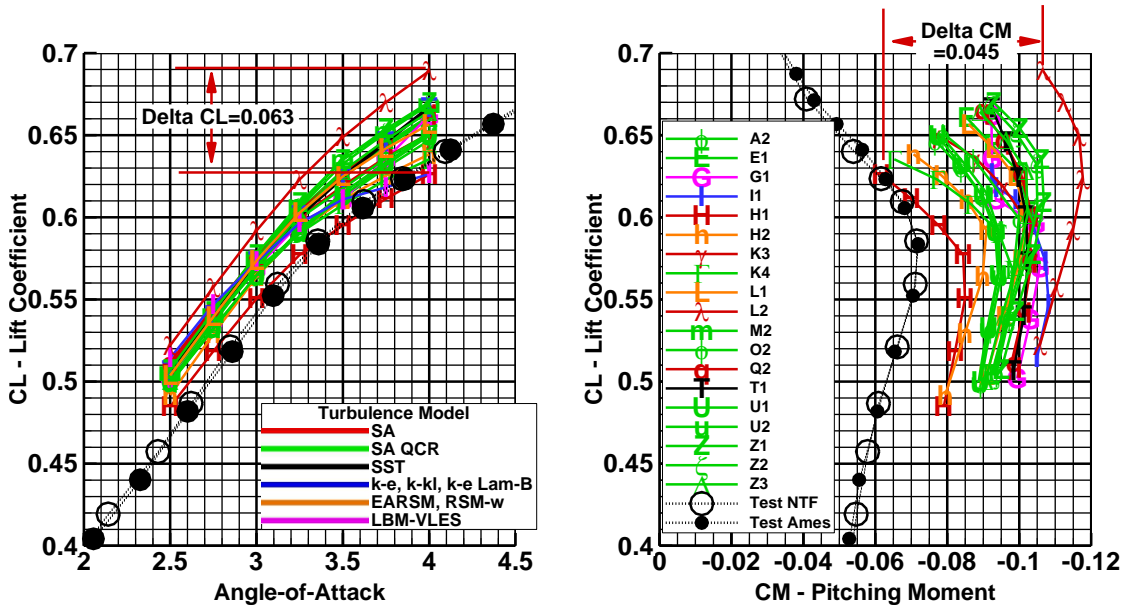 Delta CM
=0.045
0.7
0.65
0.6
0.55
0.5
0.45
0.4
CL - Lift Coefficient
Delta CL=0.063
Turbulence Model
SA
SA QCR
SST
k-e, k-kl, k-e Lam-B
EARSM, RSM-w
LBM-VLES
2
2.5
3
3.5
4
4.5
Angle-of-Attack
0.7
0.65
0.6
0.55
0.5
0.45
0.4
CL - Lift Coefficient
A2
E1
G1
I1
H1
H2
K3
K4
L1
L2
M2
O2
Q2
T1
U1
U2
Z1
Z2
Z3
Test NTF
Test Ames
0
-0.02
-0.04
-0.06
-0.08
-0.1
-0.12
CM - Pitching Moment